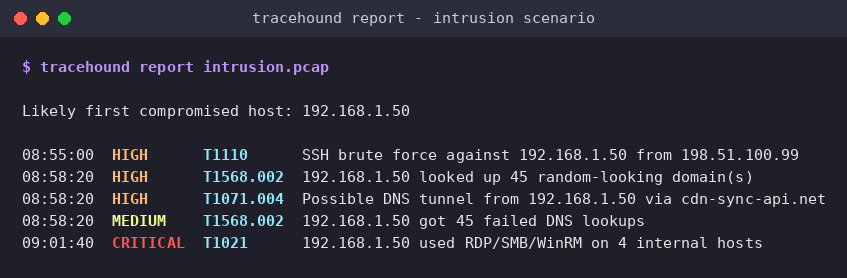 tracehound report - intrusion scenario
$ tracehound report intrusion.pcap
Likely first compromised host: 192.168.1.50
08:55:00 HIGH T1110 SSH brute force against 192.168.1.50 from 198.51.100.99
08:58:20 HIGH T1568.002 192.168.1.50 looked up 45 random-looking domain(s)
08:58:20 HIGH T1071.004 Possible DNS tunnel from 192.168.1.50 via cdn-sync-api.net
08:58:20 MEDIUM T1568.002 192.168.1.50 got 45 failed DNS lookups
09:01:40 CRITICAL T1021 192.168.1.50 used RDP/SMB/WinRM on 4 internal hosts